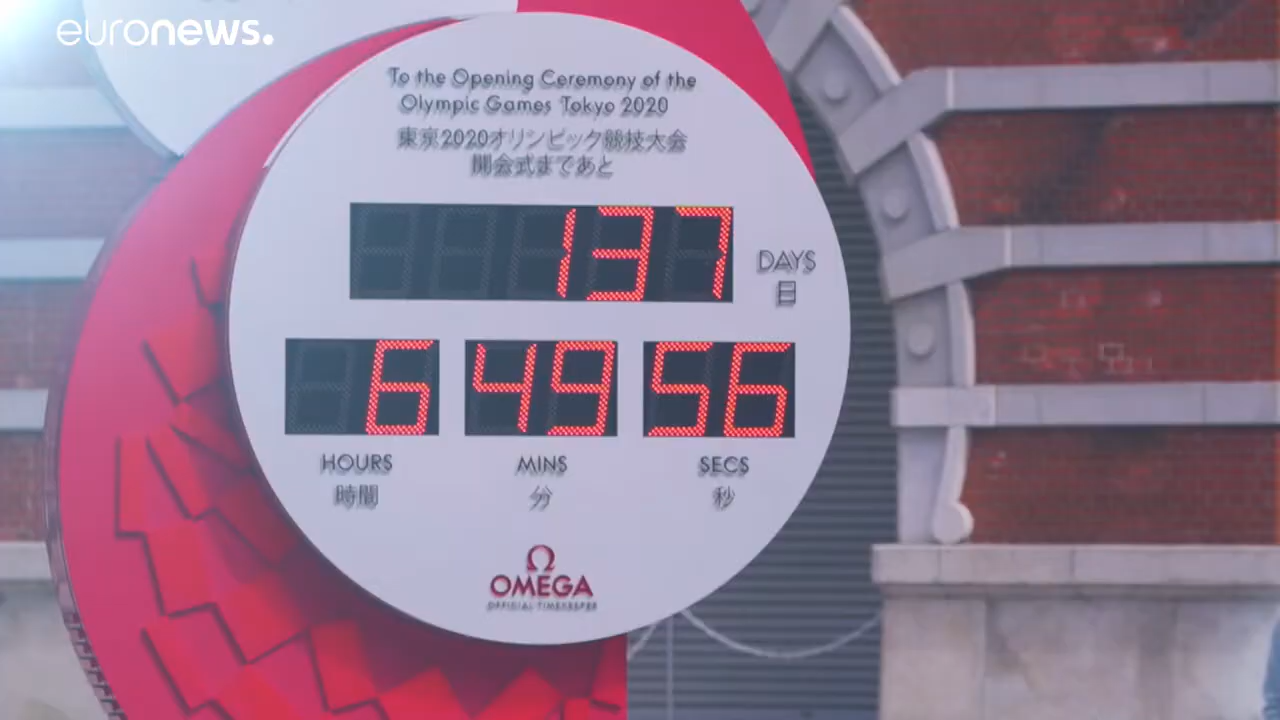 euronews.
To the Opening Ceremony of the
Olympic Games Tokyo 2020
東京2020オリンピック競技大会
開会式まであと
137
DAYS
日
6 49 56
HOURS MINS SECS
時間 分 秒
Ω
OMEGA
OFFICIAL TIMEKEEPER